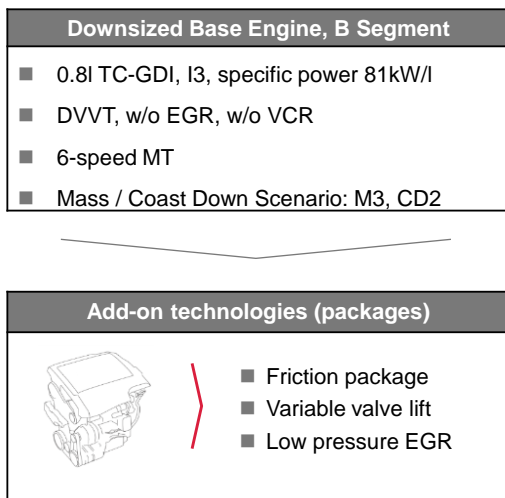 Downsized Base Engine, B Segment
0.8l TC-GDI, I3, specific power 81kW/l
DVVT, w/o EGR, w/o VCR
6-speed MT
Mass / Coast Down Scenario: M3, CD2
Add-on technologies (packages)
Friction package
Variable valve lift
Low pressure EGR